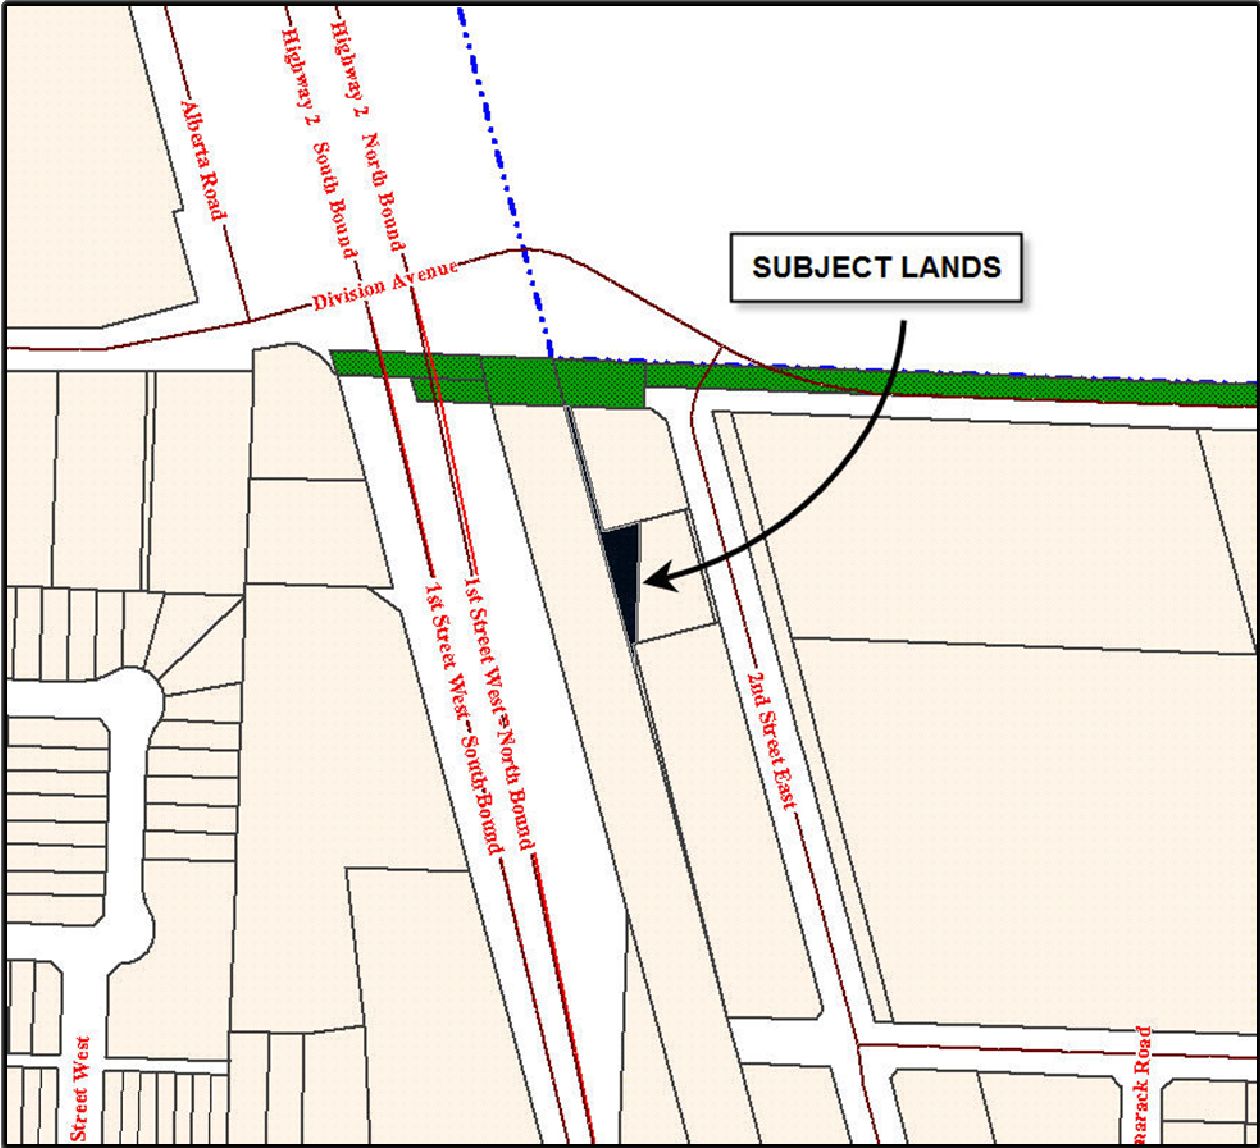 Highway 2 South Bound
Highway 2 North Bound
Alberta Road
Division Avenue
SUBJECT LANDS
1st Street West South Bound
1st Street West North Bound
2nd Street East
Street West
Road